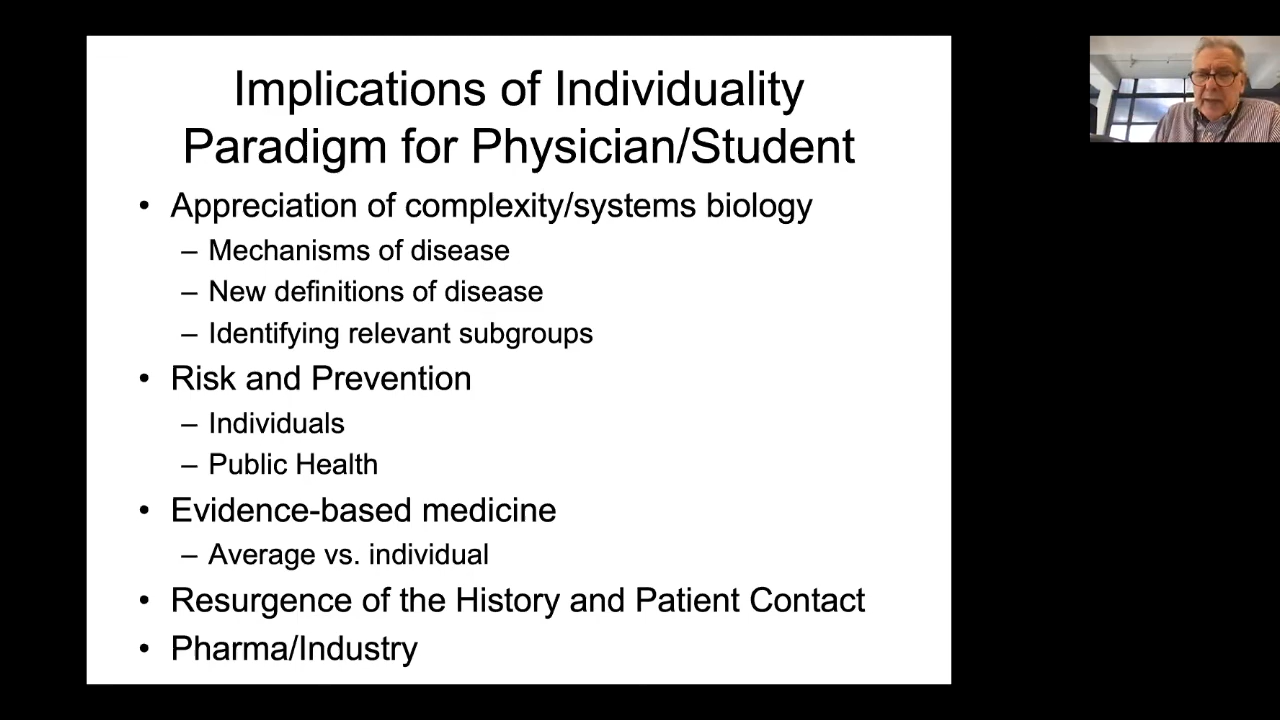 Implications of Individuality
Paradigm for Physician/Student
• Appreciation of complexity/systems biology
– Mechanisms of disease
– New definitions of disease
– Identifying relevant subgroups
• Risk and Prevention
– Individuals
– Public Health
• Evidence-based medicine
– Average vs. individual
• Resurgence of the History and Patient Contact
• Pharma/Industry